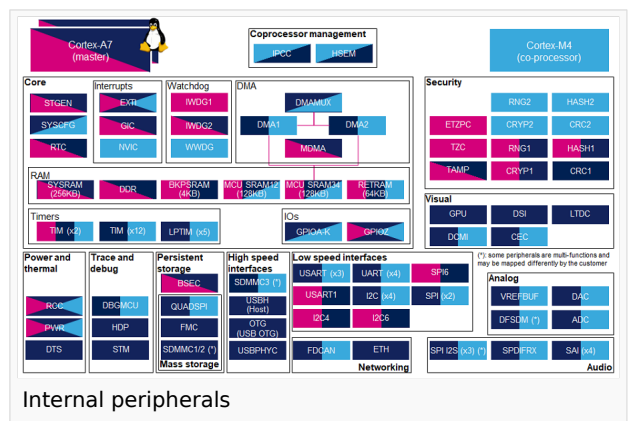 Cortex-A7
(master)
Coprocessor management
IPCC
HSEM
Cortex-M4
(co-processor)
Core
STGEN
SYSCFG
RTC
Interrupts
EXTI
GIC
NVIC
Watchdog
IWDG1
IWDG2
WWDG
DMA
DMAMUX
DMA1
DMA2
MDMA
Security
RNG2
HASH2
ETZPC
CRYP2
CRC2
TZC
RNG1
HASH1
TAMP
CRYP1
CRC1
RAM
SYSRAM
(256KB)
DDR
BKPSRAM
(4KB)
MCU SRAM12
(128KB)
MCU SRAM34
(128KB)
RETRAM
(64KB)
Timers
TIM (x2)
TIM (x12)
LPTIM (x5)
IOs
GPIOA-K
GPIOZ
Visual
GPU
DSI
LTDC
DCMI
CEC
(*): some peripherals are multi-functions and
may be mapped differently by the customer
Power and
thermal
RCC
PWR
DTS
Trace and
debug
DBGMCU
HDP
STM
Persistent
storage
BSEC
QUADSPI
FMC
SDMMC1/2 (*)
Mass storage
High speed
interfaces
SDMMC3 (*)
USBH
(Host)
OTG
(USB OTG)
USBPHYC
Low speed interfaces
USART (x3)
UART (x4)
SPI6
USART1
I2C (x4)
SPI (x2)
I2C4
I2C6
FDCAN
ETH
Networking
Analog
VREFBUF
DAC
DFSDM (*)
ADC
SPI I2S (x3) (*)
SPDIFRX
SAI (x4)
Audio
Internal peripherals